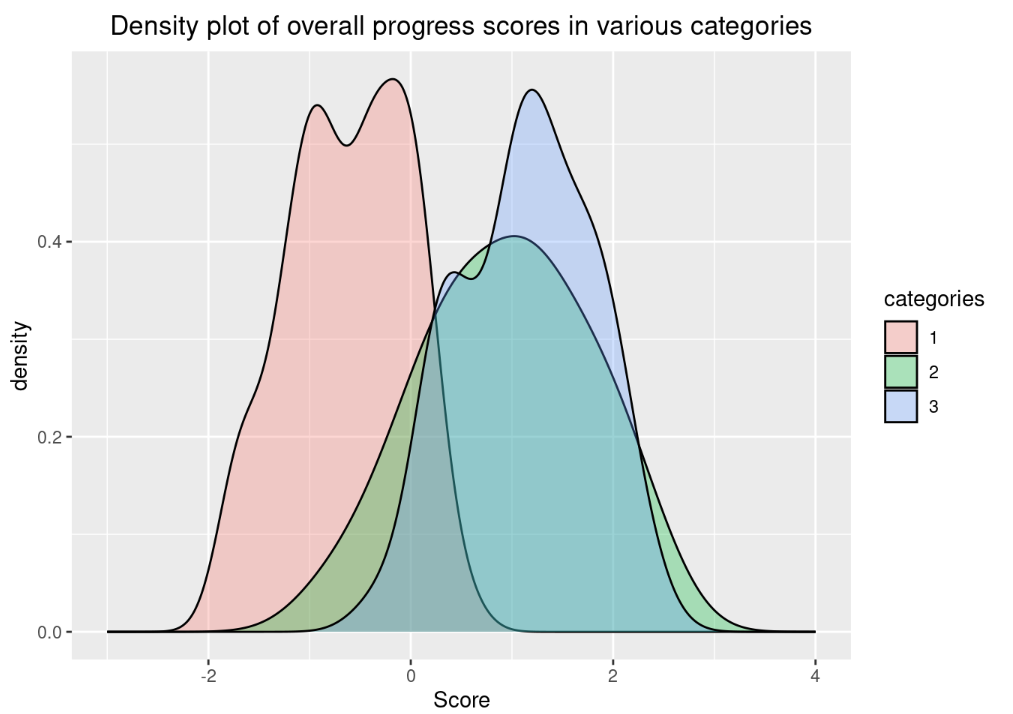 Density plot of overall progress scores in various categories
density
0.4
0.2
0.0
-2
0
2
4
Score
categories
1
2
3